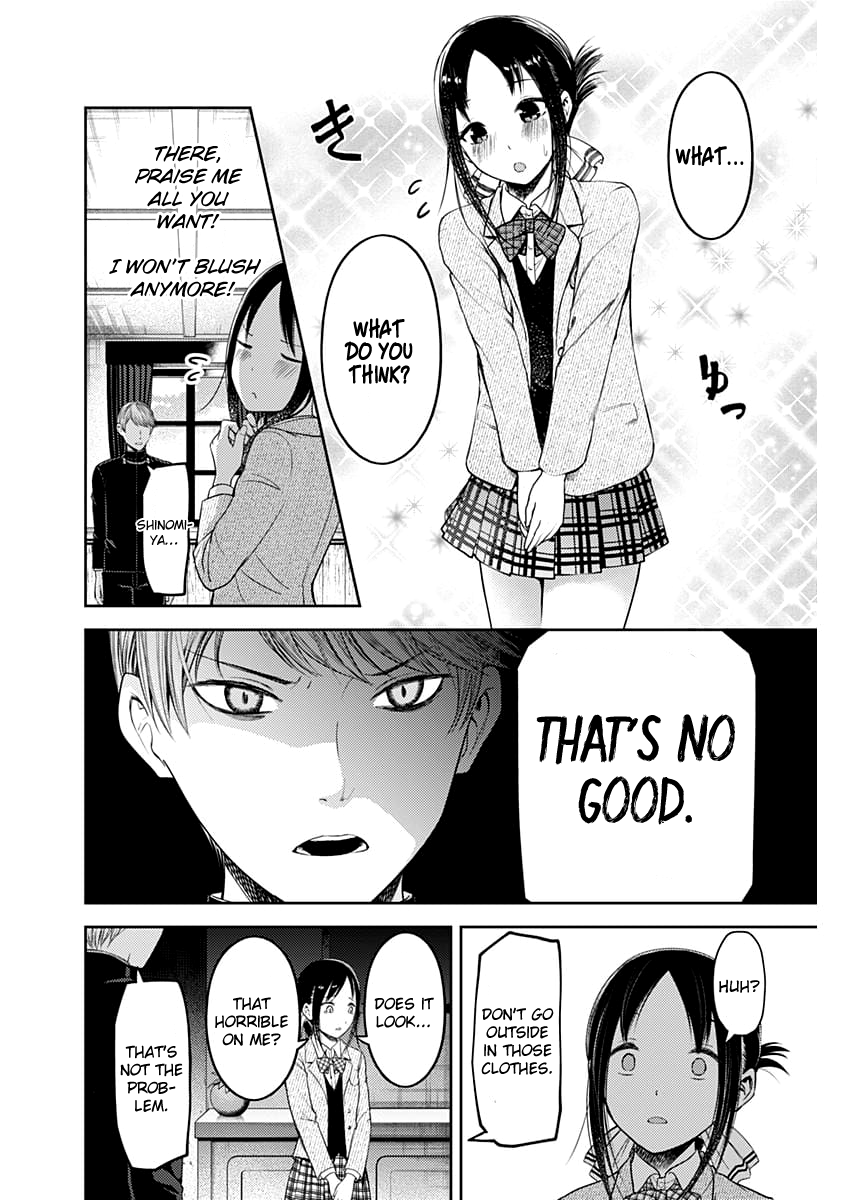 WHAT...
WHAT
DO YOU
THINK?
きゅっ
THERE,
PRAISE ME
ALL YOU
WANT!
I WON'T BLUSH
ANYMORE!
SHINOMI-
YA...
THAT'S NO
GOOD.
HUH?
DON'T GO
OUTSIDE
IN THOSE
CLOTHES.
DOES IT
LOOK...
THAT
HORRIBLE
ON ME?
THAT'S
NOT THE
PROB-
LEM.